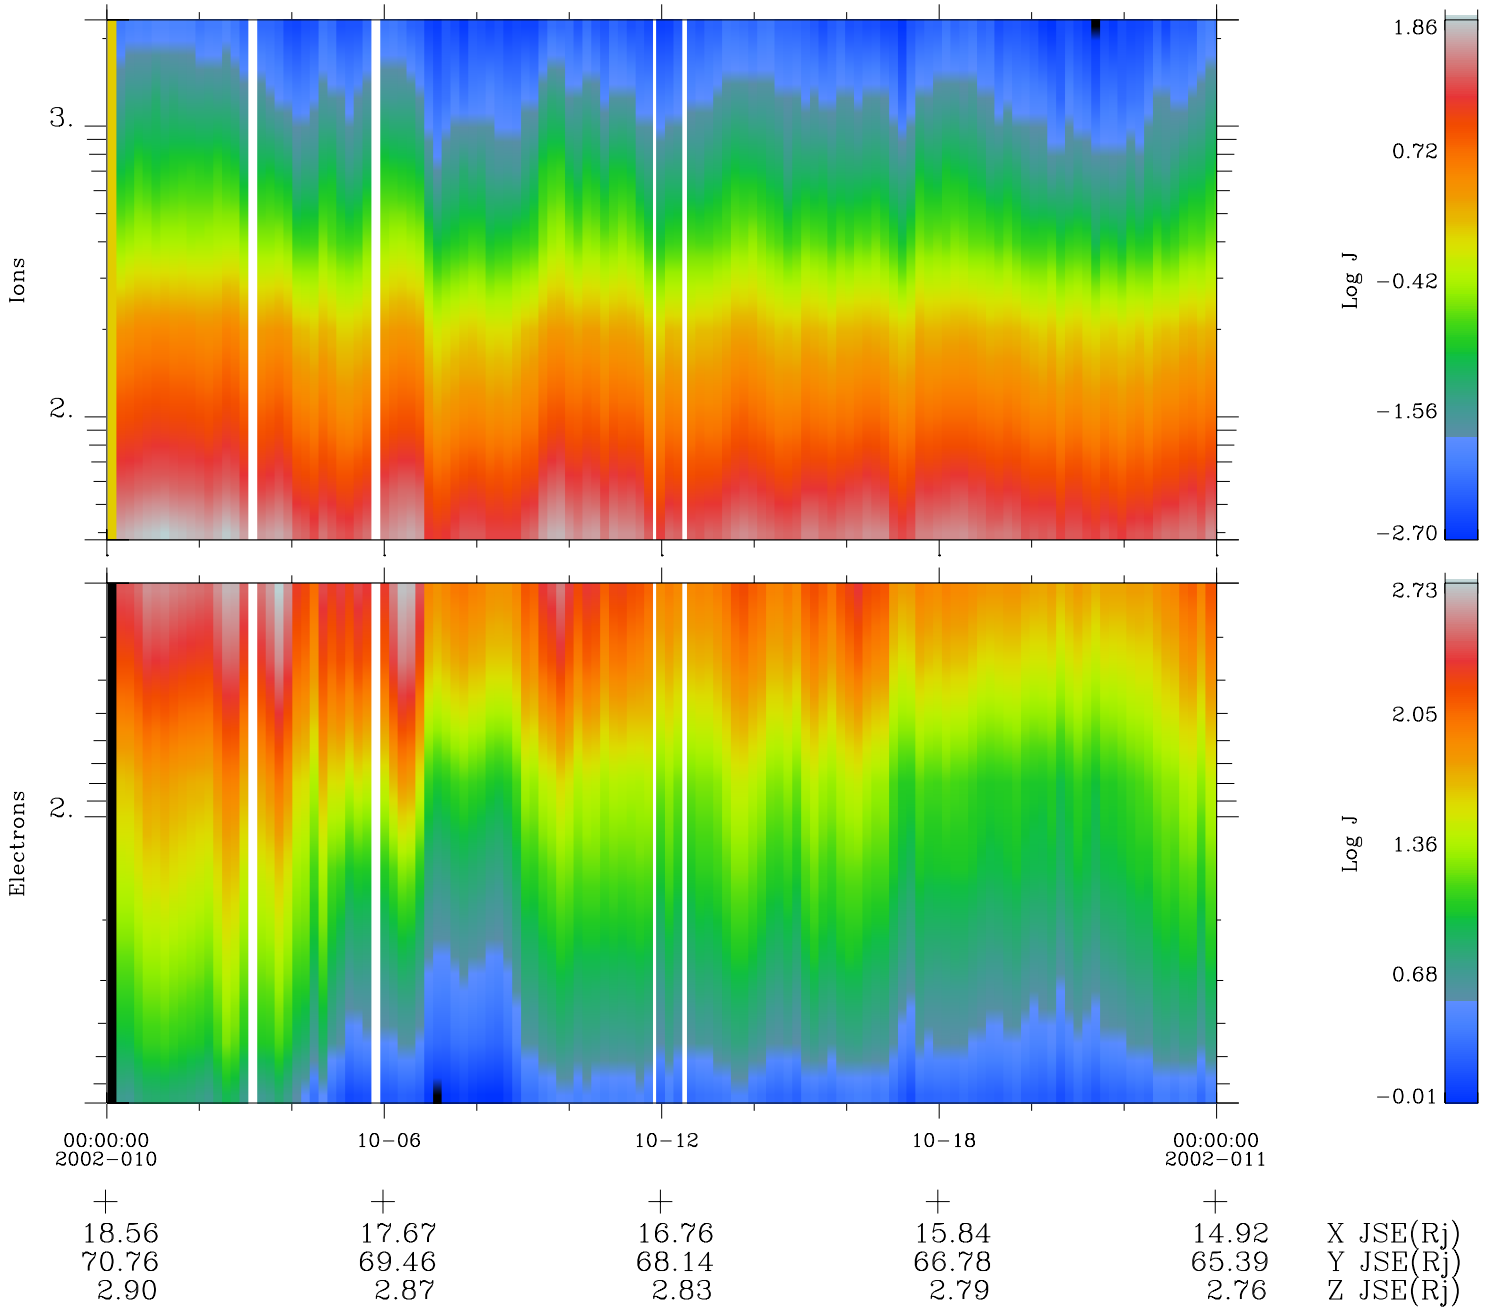 1.86
3.
0.72
Ions
Log J
−0.42
2.
−1.56
−2.70
2.73
2.05
Electrons
2.
Log J
1.36
0.68
−0.01
00:00:00 10−06 10−12 10−18 00:00:00
2002−010 2002−011
18.56 17.67 16.76 15.84 14.92 X JSE(Rj)
70.76 69.46 68.14 66.78 65.39 Y JSE(Rj)
2.90 2.87 2.83 2.79 2.76 Z JSE(Rj)